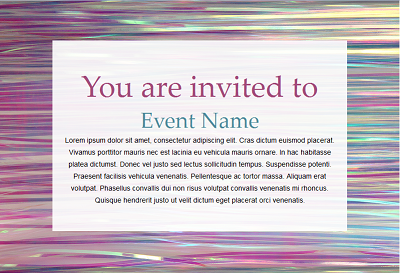 You are invited to
Event Name
Lorem ipsum dolor sit amet, consectetur adipiscing elit. Cras dictum euismod placerat.
Vivamus porttitor mauris nec est lacinia eu vehicula mauris ornare. In hac habitasse
platea dictumst. Donec vel justo sed lectus sollicitudin tempus. Suspendisse potenti.
Praesent facilisis vehicula venenatis. Pellentesque ac tortor massa. Aliquam erat
volutpat. Phasellus convallis dui non risus volutpat convallis venenatis mi rhoncus.
Quisque hendrerit justo ut velit dictum eget placerat orci venenatis.